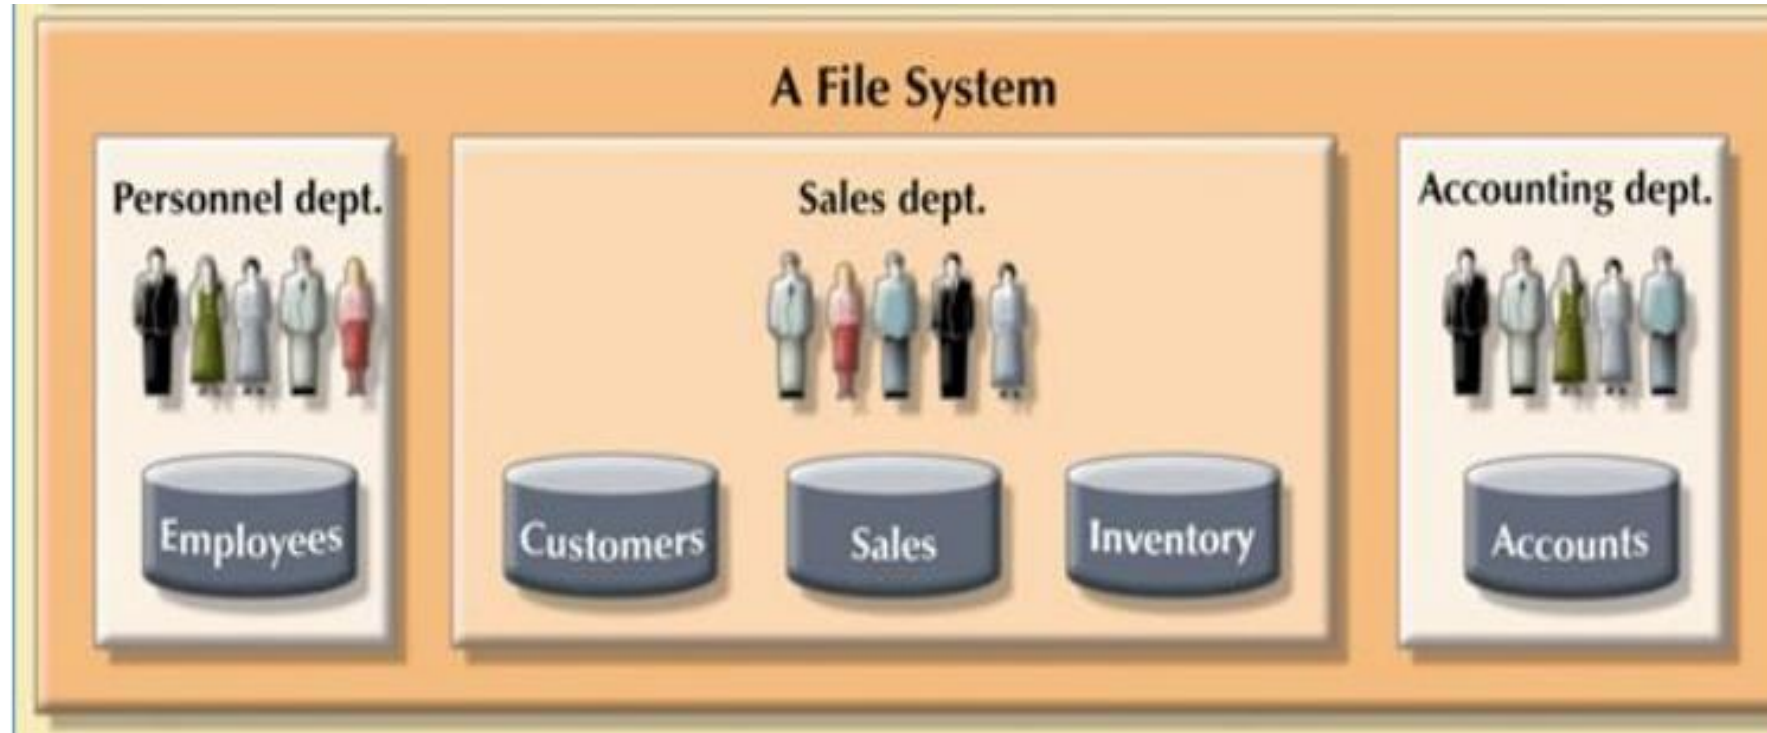 A File System
Personnel dept.
Sales dept.
Accounting dept.
Employees
Customers
Sales
Inventory
Accounts